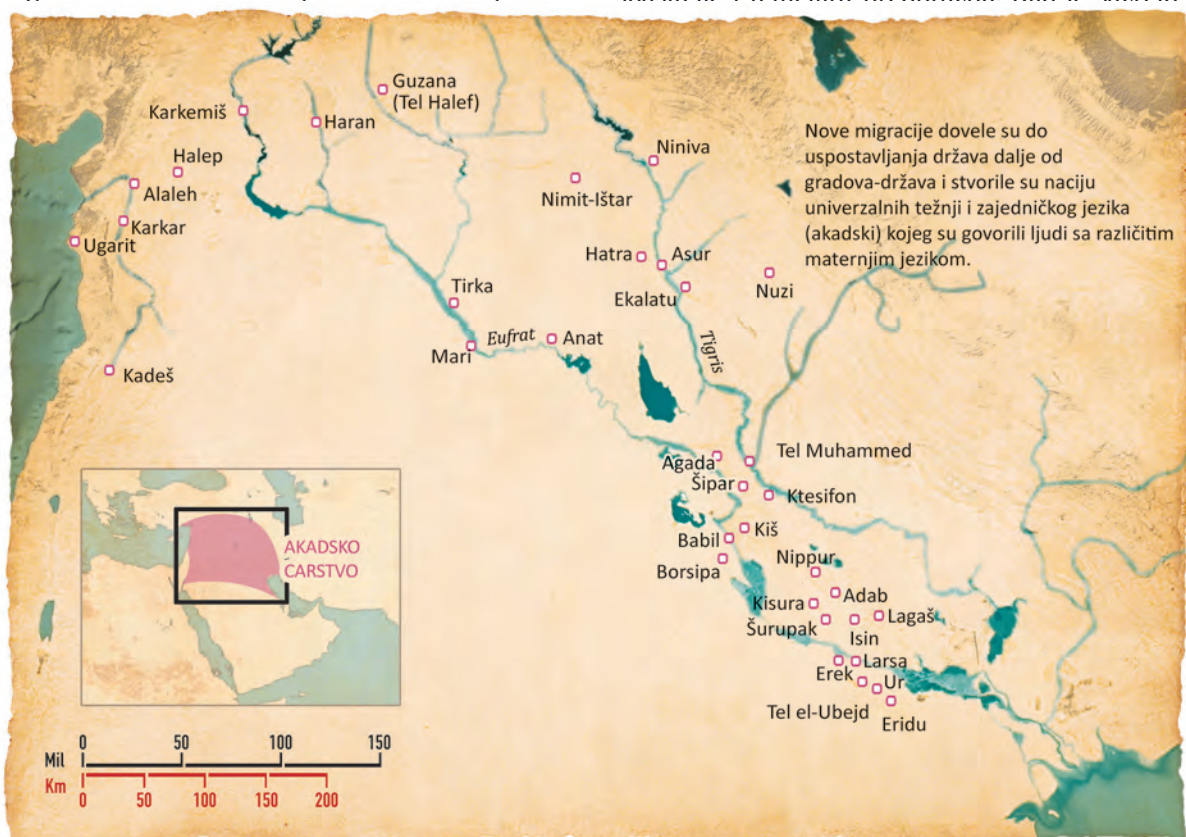 Guzana
(Tel Halef)
Karkemiš
Haran
Halep
Alaleh
Karkar
Ugarit
Kadeš
Niniva
Nimit-Ištar
Nove migracije dovele su do
uspostavljanja država dalje od
gradova-država i stvorile su naciju
univerzalnih težnji i zajedničkog jezika
(akadski) kojeg su govorili ljudi sa različitim
maternjim jezikom.
Hatra
Asur
Ekalatu
Nuzi
Tirka
Mari
Eufrat
Anat
Tigris
Agada
Tel Muhammed
Šipar
Ktesifon
Kiš
Babil
Borsipa
Nippur
Adab
Kisura
Lagaš
Šurupak
Isin
Erek
Larsa
Ur
Tel el-Ubejd
Eridu
AKADSKO
CARSTVO
0 50 100 150
Mil
Km
0 50 100 150 200